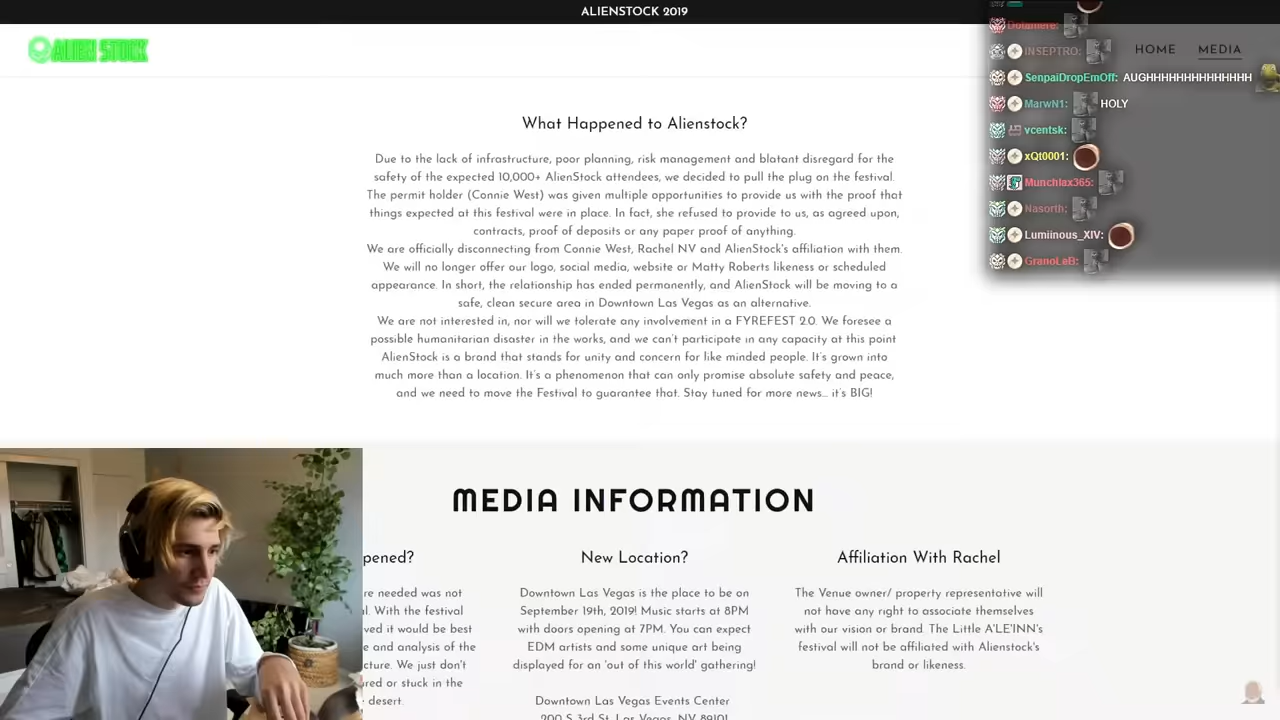 ALIENSTOCK 2019
ALIEN STOCK
HOME
MEDIA
Dotamere:
INSEPTRO:
SenpaiDropEmOff: AUGHHHHHHHHHHHHHH
MarwN1: HOLY
vcentsk:
xQt0001:
Munchlax365:
Nasorth:
Lumiinous_XIV:
GranoLeB:
What Happened to Alienstock?
Due to the lack of infrastructure, poor planning, risk management and blatant disregard for the
safety of the expected 10,000+ AlienStock attendees, we decided to pull the plug on the festival.
The permit holder (Connie West) was given multiple opportunities to provide us with the proof that
things expected at this festival were in place. In fact, she refused to provide to us, as agreed upon,
contracts, proof of deposits or any paper proof of anything.
We are officially disconnecting from Connie West, Rachel NV and AlienStock's affiliation with them.
We will no longer offer our logo, social media, website or Matty Roberts likeness or scheduled
appearance. In short, the relationship has ended permanently, and AlienStock will be moving to a
safe, clean secure area in Downtown Las Vegas as an alternative.
We are not interested in, nor will we tolerate any involvement in a FYREFEST 2.0. We foresee a
possible humanitarian disaster in the works, and we can't participate in any capacity at this point
AlienStock is a brand that stands for unity and concern for like minded people. It's grown into
much more than a location. It's a phenomenon that can only promise absolute safety and peace,
and we need to move the Festival to guarantee that. Stay tuned for more news... it's BIG!
MEDIA INFORMATION
pened?
re needed was not
l. With the festival
ved it would be best
e and analysis of the
cture. We just don't
ured or stuck in the
desert.
New Location?
Downtown Las Vegas is the place to be on
September 19th, 2019! Music starts at 8PM
with doors opening at 7PM. You can expect
EDM artists and some unique art being
displayed for an 'out of this world' gathering!
Downtown Las Vegas Events Center
200 S 3rd St, Las Vegas, NV 89101
Affiliation With Rachel
The Venue owner/ property representative will
not have any right to associate themselves
with our vision or brand. The Little A'LE'INN's
festival will not be affiliated with Alienstock's
brand or likeness.